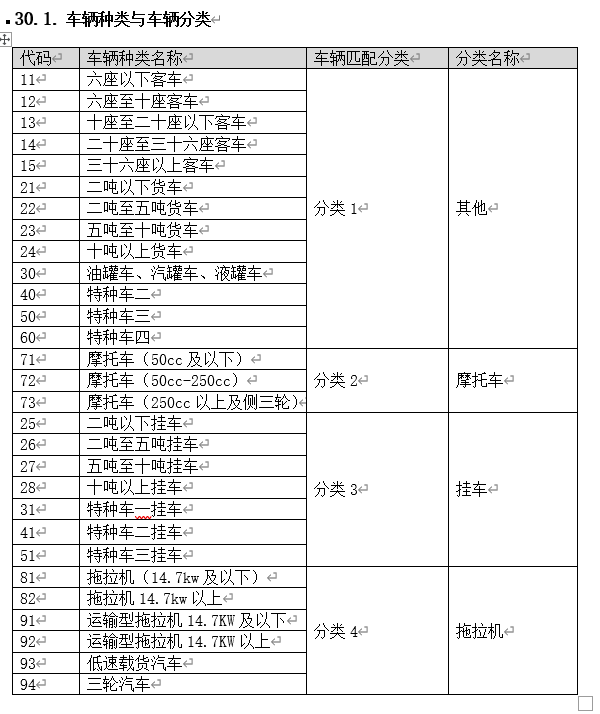 30.1. 车辆种类与车辆分类
代码 车辆种类名称 车辆匹配分类 分类名称
11 六座以下客车
12 六座至十座客车
13 十座至二十座以下客车
14 二十座至三十六座客车
15 三十六座以上客车
21 二吨以下货车
22 二吨至五吨货车 分类 1 其他
23 五吨至十吨货车
24 十吨以上货车
30 油罐车、汽罐车、液罐车
40 特种车二
50 特种车三
60 特种车四
71 摩托车（50cc 及以下）
72 摩托车（50cc-250cc） 分类 2 摩托车
73 摩托车（250cc 以上及侧三轮）
25 二吨以下挂车
26 二吨至五吨挂车
27 五吨至十吨挂车
28 十吨以上挂车 分类 3 挂车
31 特种车一挂车
41 特种车二挂车
51 特种车三挂车
81 拖拉机（14.7kw 及以下）
82 拖拉机 14.7kw 以上
91 运输型拖拉机 14.7KW 及以下
92 运输型拖拉机 14.7KW 以上 分类 4 拖拉机
93 低速载货汽车
94 三轮汽车